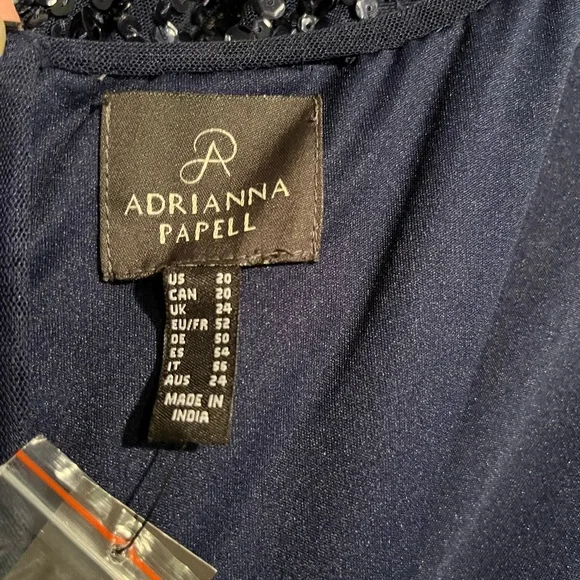 ADRIANNA
PAPELL
US 20
CAN 20
UK 24
EU/FR 52
DE 50
ES 54
IT 56
AUS 24
MADE IN
INDIA